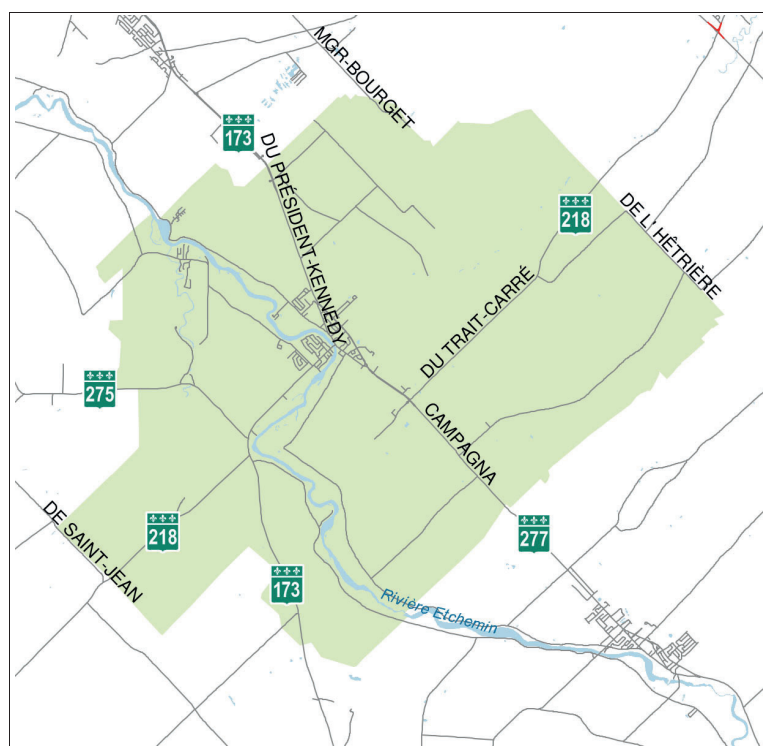 MGR-BOURGET
173
DU PRÉSIDENT-KENNEDY
218
DE L' HÊTRIÈRE
DU TRAIT-CARRÉ
275
CAMPAGNA
DE SAINT-JEAN
218
277
173
Rivière Etchemin